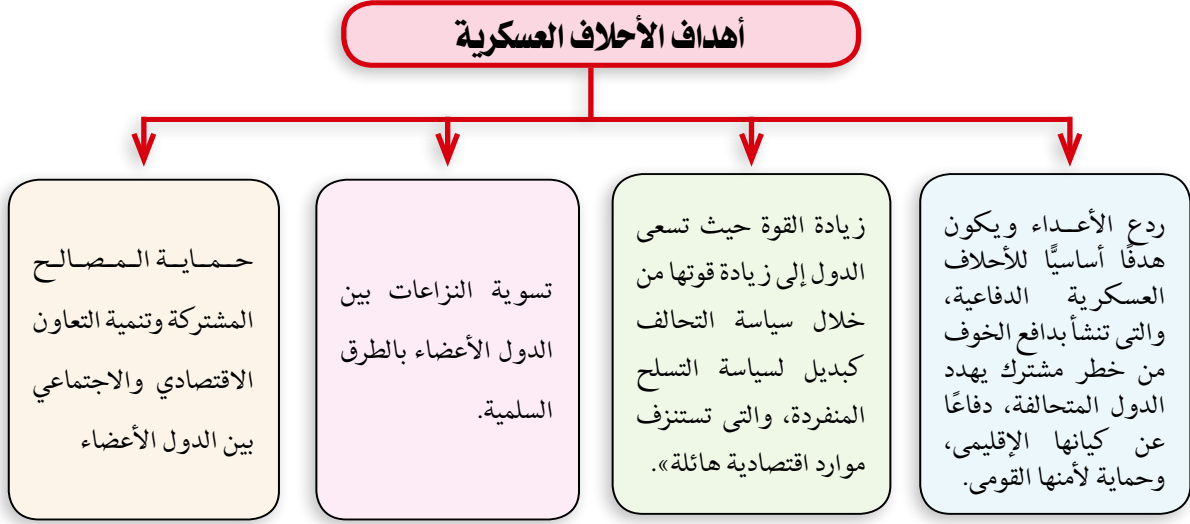 أهداف الأحلاف العسكرية
ردع الأعداء ويكون
هدفًا أساسيًّا للأحلاف
العسكرية الدفاعية،
والتى تنشأ بدافع الخوف
من خطر مشترك يهدد
الدول المتحالفة، دفاعًا
عن كيانها الإقليمى،
وحماية لأمنها القومى.
زيادة القوة حيث تسعى
الدول إلى زيادة قوتها من
خلال سياسة التحالف
كبديل لسياسة التسلح
المنفردة، والتى تستنزف
موارد اقتصادية هائلة».
تسوية النزاعات بين
الدول الأعضاء بالطرق
السلمية.
حماية المصالح
المشتركة وتنمية التعاون
الاقتصادي والاجتماعي
بين الدول الأعضاء